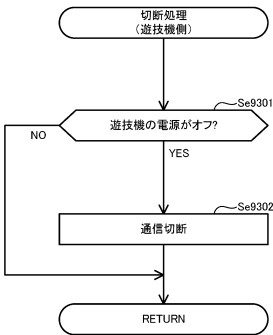 切断処理
（遊技機側）
Se9301
遊技機の電源がオフ?
NO
YES
Se9302
通信切断
RETURN